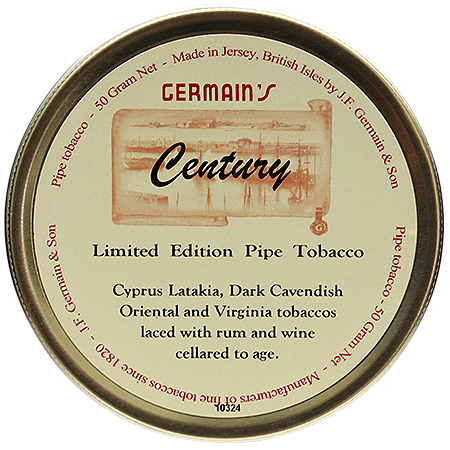 Pipe tobacco - 50 Gram Net - Made in Jersey, British Isles by J.F. Germain & Son
GERMAIN'S
Century
Limited Edition Pipe Tobacco
Cyprus Latakia, Dark Cavendish
Oriental and Virginia tobaccos
laced with rum and wine
cellared to age.
Pipe tobacco - 50 Gram Net - Manufacturers of fine tobaccos since 1820 - J.F. Germain & Son
10324